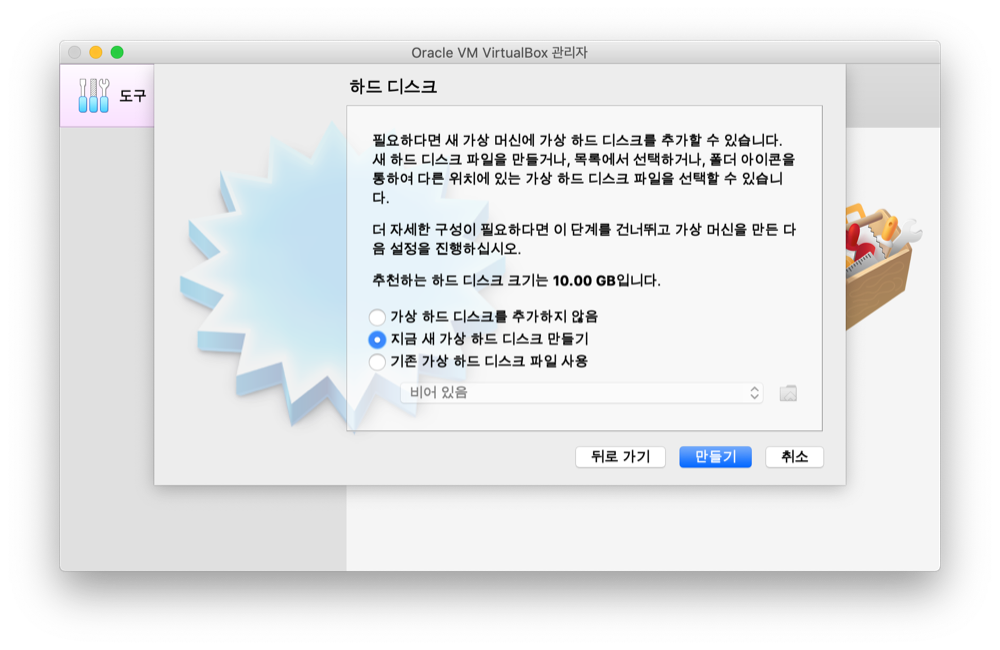 Oracle VM VirtualBox 관리자
도구
하드 디스크
필요하다면 새 가상 머신에 가상 하드 디스크를 추가할 수 있습니다.
새 하드 디스크 파일을 만들거나, 목록에서 선택하거나, 폴더 아이콘을
통하여 다른 위치에 있는 가상 하드 디스크 파일을 선택할 수 있습니
다.
더 자세한 구성이 필요하다면 이 단계를 건너뛰고 가상 머신을 만든 다
음 설정을 진행하십시오.
추천하는 하드 디스크 크기는 10.00 GB입니다.
가상 하드 디스크를 추가하지 않음
지금 새 가상 하드 디스크 만들기
기존 가상 하드 디스크 파일 사용
비어 있음
뒤로 가기 만들기 취소